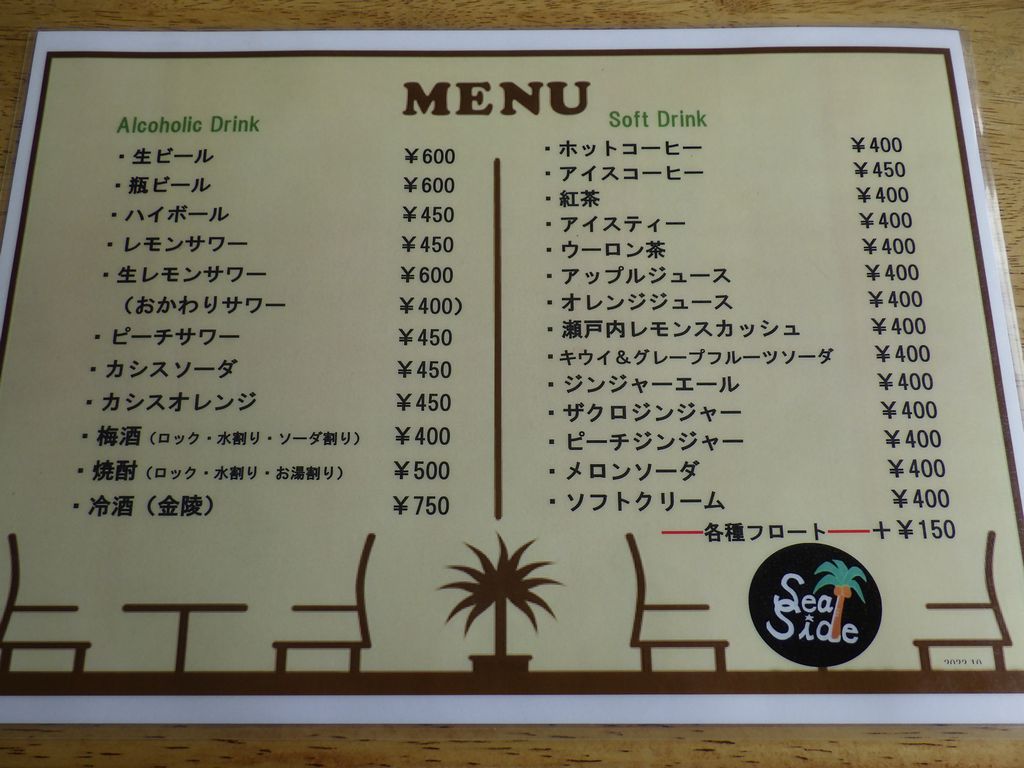 MENU
Alcoholic Drink
・生ビール ￥600
・瓶ビール ￥600
・ハイボール ￥450
・レモンサワー ￥450
・生レモンサワー ￥600
（おかわりサワー ￥400）
・ピーチサワー ￥450
・カシスソーダ ￥450
・カシスオレンジ ￥450
・梅酒（ロック・水割り・ソーダ割り） ￥400
・焼酎（ロック・水割り・お湯割り） ￥500
・冷酒（金陵） ￥750
Soft Drink
・ホットコーヒー ￥400
・アイスコーヒー ￥450
・紅茶 ￥400
・アイスティー ￥400
・ウーロン茶 ￥400
・アップルジュース ￥400
・オレンジジュース ￥400
・瀬戸内レモンスカッシュ ￥400
・キウイ＆グレープフルーツソーダ ￥400
・ジンジャーエール ￥400
・ザクロジンジャー ￥400
・ピーチジンジャー ￥400
・メロンソーダ ￥400
・ソフトクリーム ￥400
各種フロート ＋￥150
Sea
Side